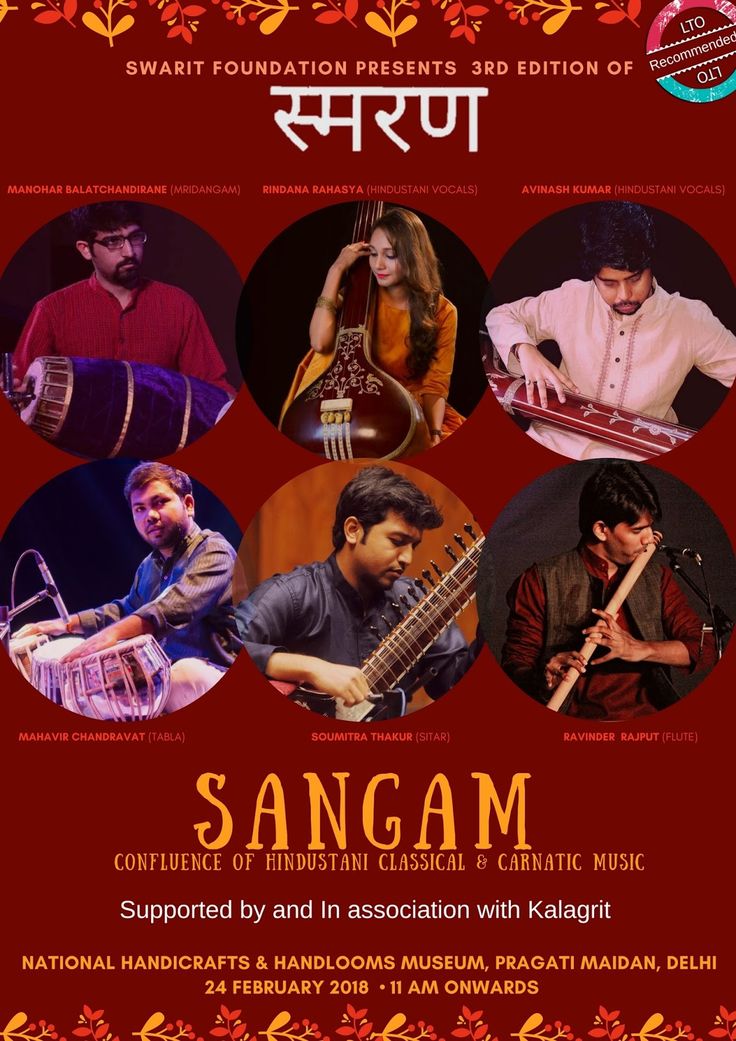 LTO
Recommended
LTO
SWARIT FOUNDATION PRESENTS 3RD EDITION OF
स्मरण
MANOHAR BALATCHANDIRANE (MRIDANGAM)
RINDANA RAHASYA (HINDUSTANI VOCALS)
AVINASH KUMAR (HINDUSTANI VOCALS)
MAHAVIR CHANDRAVAT (TABLA)
SOUMITRA THAKUR (SITAR)
RAVINDER RAJPUT (FLUTE)
SANGAM
CONFLUENCE OF HINDUSTANI CLASSICAL & CARNATIC MUSIC
Supported by and In association with Kalagrit
NATIONAL HANDICRAFTS & HANDLOOMS MUSEUM, PRAGATI MAIDAN, DELHI
24 FEBRUARY 2018 • 11 AM ONWARDS